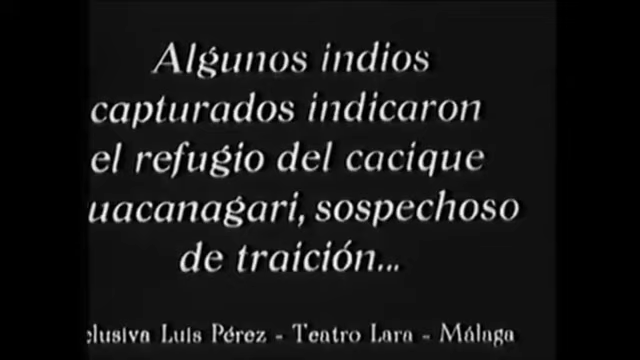 Algunos indios
capturados indicaron
el refugio del cacique
uacanagari, sospechoso
de traición...
clusiva Luis Pérez - Teatro Lara - Málaga